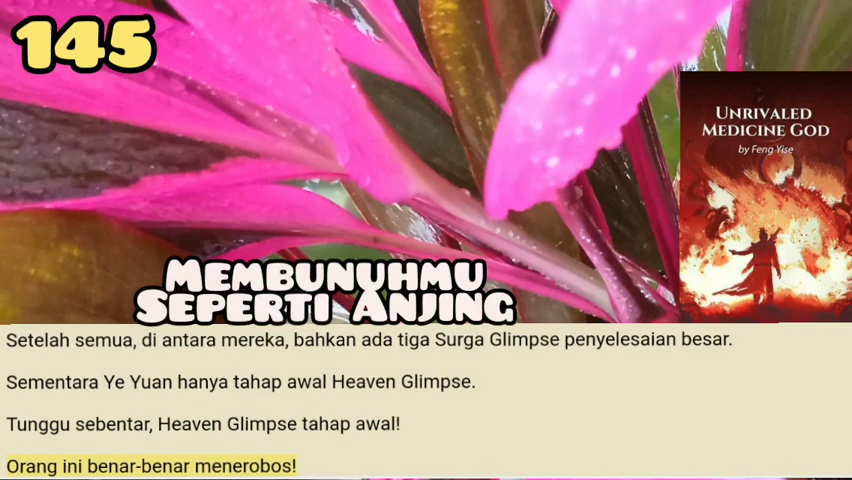 145
UNRIVALED
MEDICINE GOD
by Feng Yise
MEMBUNUHMU
SEPERTI ANJING
Setelah semua, di antara mereka, bahkan ada tiga Surga Glimpse penyelesaian besar.
Sementara Ye Yuan hanya tahap awal Heaven Glimpse.
Tunggu sebentar, Heaven Glimpse tahap awal!
Orang ini benar-benar menerobos!